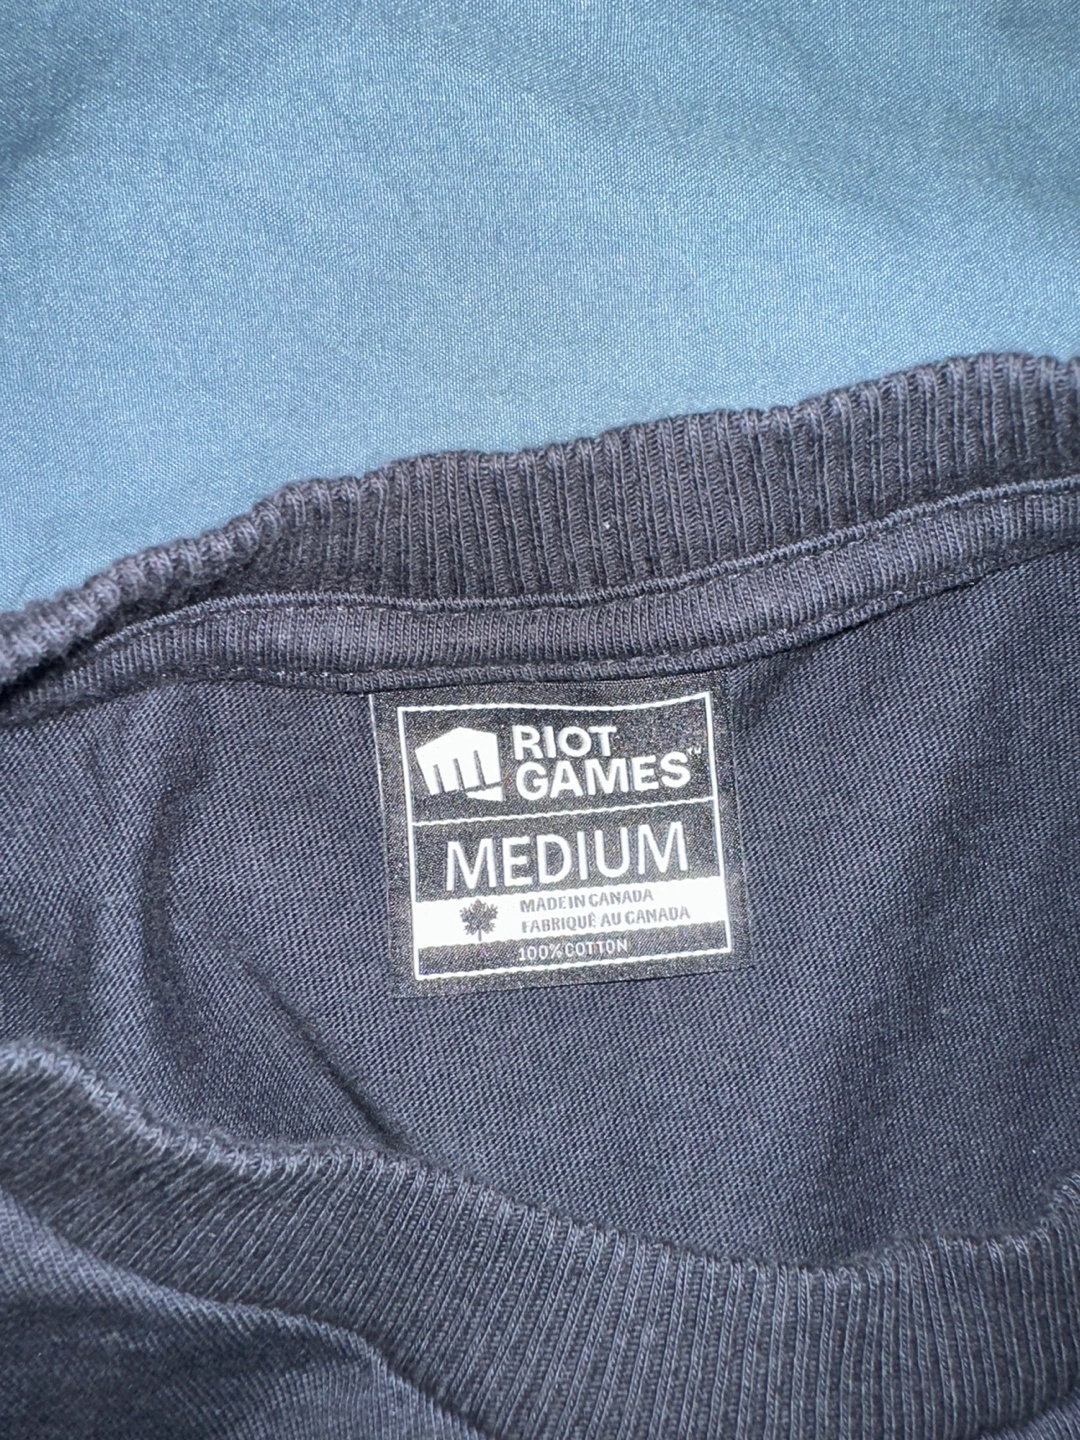 RIOT
GAMES™
MEDIUM
MADE IN CANADA
FABRIQUÉ AU CANADA
100% COTTON